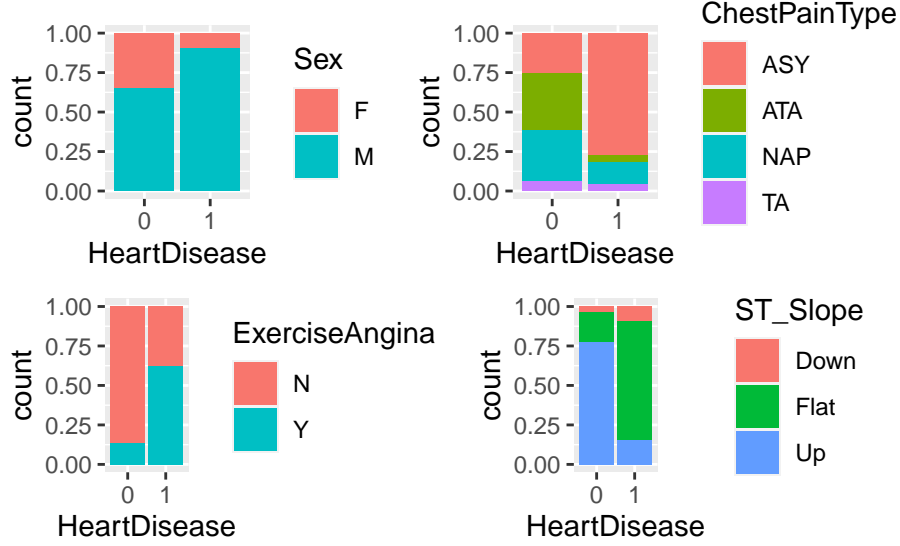 1.00
0.75
0.50
0.25
0.00
count
0 1
HeartDisease
Sex
F
M
1.00
0.75
0.50
0.25
0.00
count
0 1
HeartDisease
ChestPainType
ASY
ATA
NAP
TA
1.00
0.75
0.50
0.25
0.00
count
0 1
HeartDisease
ExerciseAngina
N
Y
1.00
0.75
0.50
0.25
0.00
count
0 1
HeartDisease
ST_Slope
Down
Flat
Up